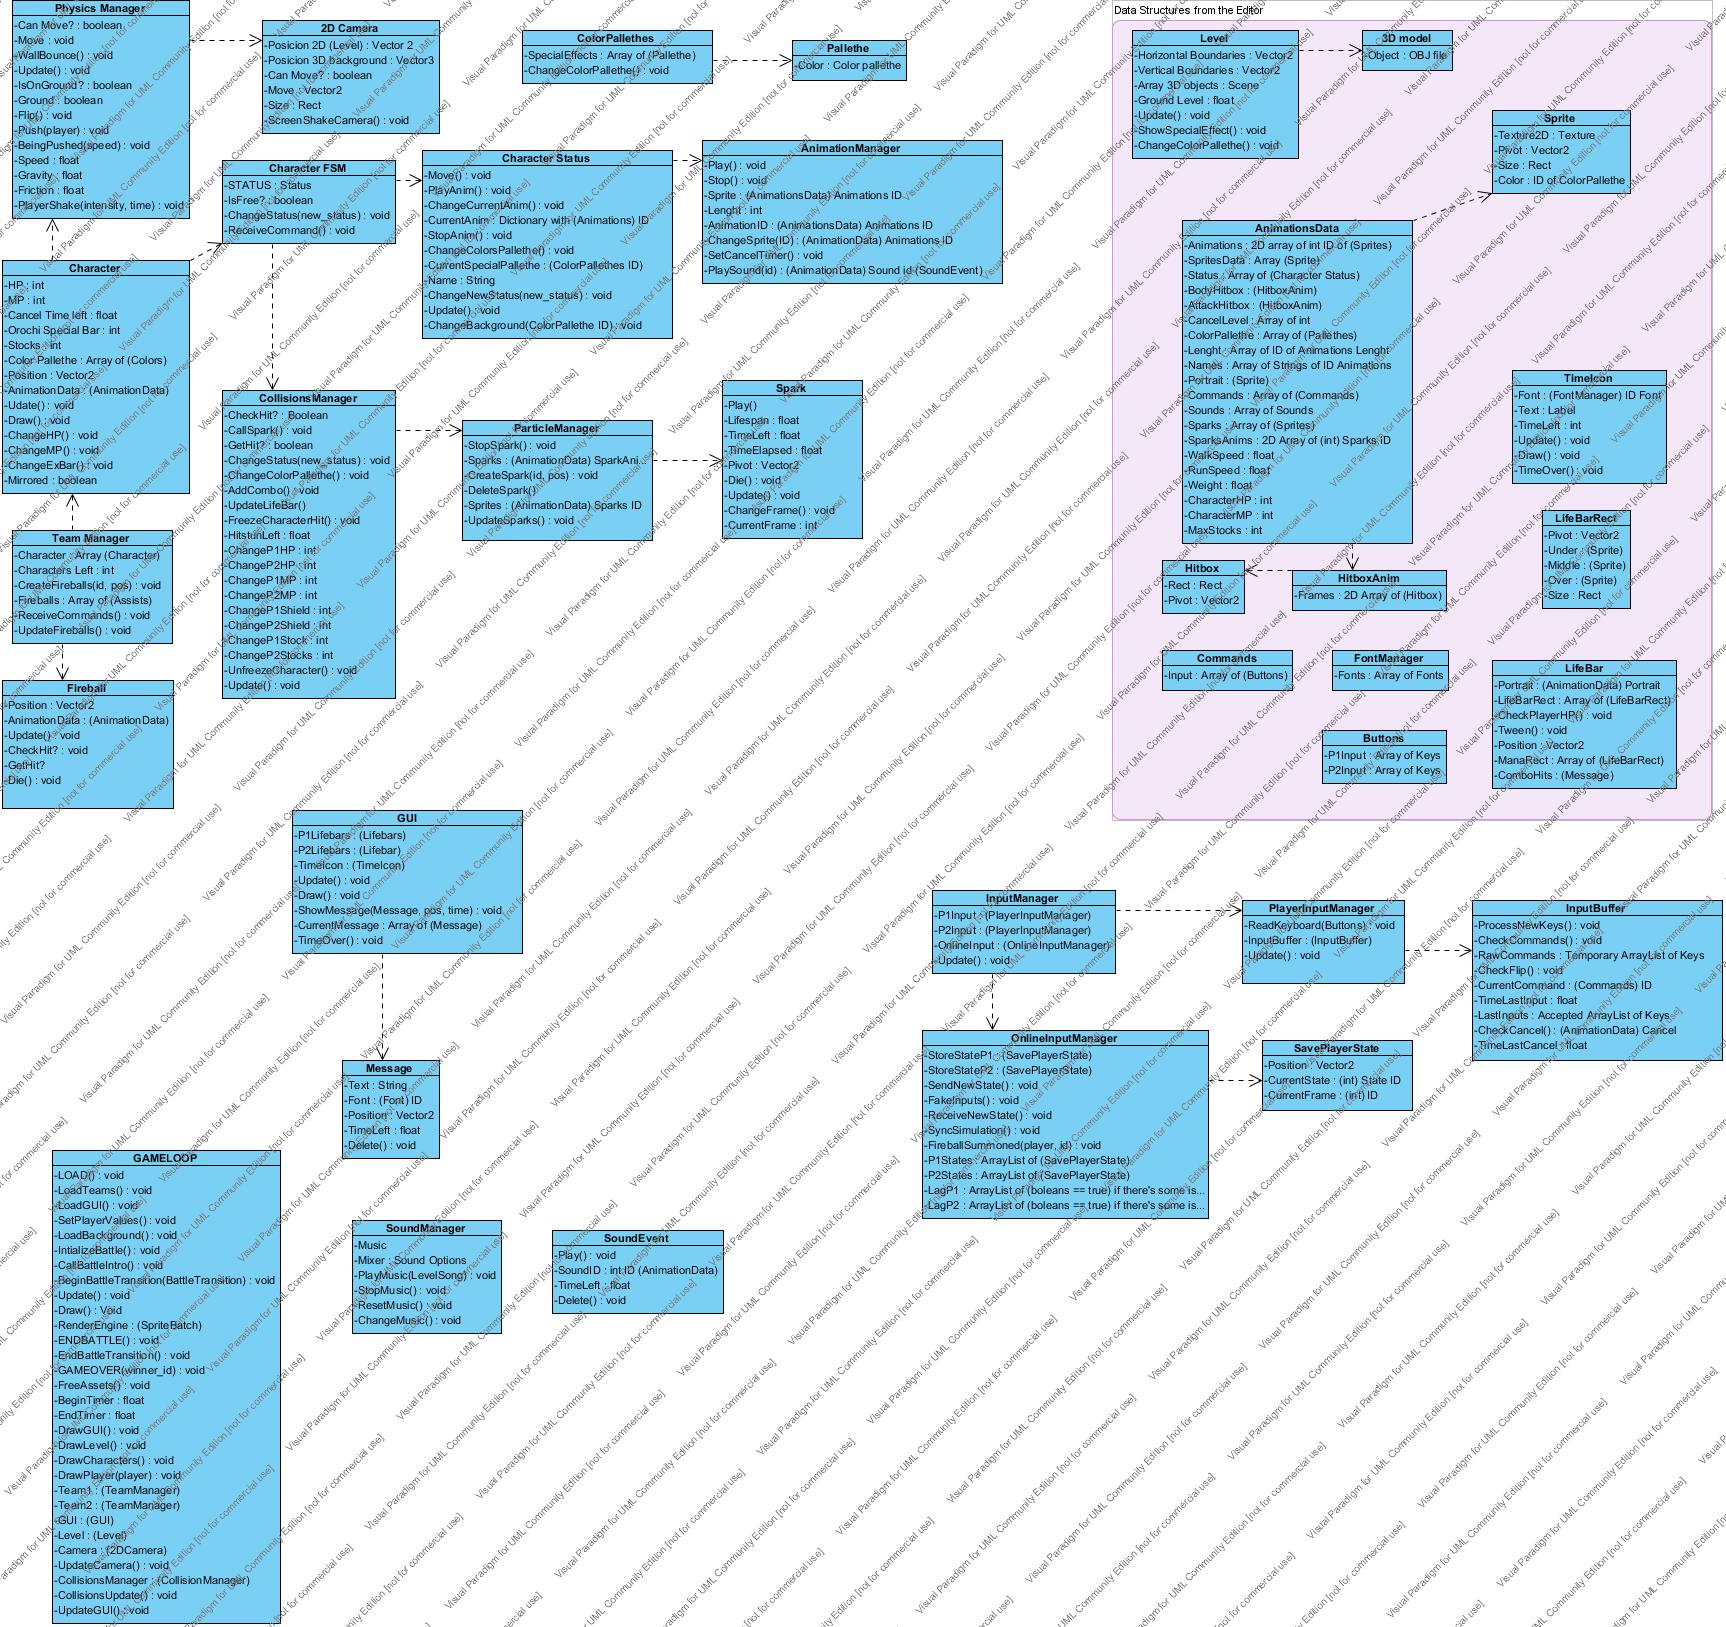 Physics Manager
-Can Move? : boolean
-Move : void
-WallBounce() : void
-Update() : void
-IsOnGround? : boolean
-Ground : boolean
-Flip() : void
-Push(player) : void
-BeingPushed(speed) : void
-Speed : float
-Gravity : float
-Friction : float
-PlayerShake(intensity, time) : void
2D Camera
-Posicion 2D (Level) : Vector 2
-Posicion 3D background : Vector3
-Can Move? : boolean
-Move : Vector2
-Size : Rect
-ScreenShakeCamera() : void
ColorPallethes
-SpecialEffects : Array of (Pallethe)
-ChangeColorPallethe() : void
Pallethe
-Color : Color pallethe
Character FSM
-STATUS : Status
-IsFree? : boolean
-ChangeStatus(new_status) : void
-ReceiveCommand() : void
Character Status
-Move() : void
-PlayAnim() : void
-ChangeCurrentAnim() : void
-CurrentAnim : Dictionary with (Animations) ID
-StopAnim() : void
-ChangeColorsPallethe() : void
-CurrentSpecialPallethe : (ColorPallethes ID)
-Name : String
-ChangeNewStatus(new_status) : void
-Update() : void
-ChangeBackground(ColorPallethe ID) : void
AnimationManager
-Play() : void
-Stop() : void
-Sprite : (AnimationsData) Animations ID
-Lenght : int
-AnimationID : (AnimationsData) Animations ID
-ChangeSprite(ID) : (AnimationData) Animations ID
-SetCancelTimer() : void
-PlaySound(id) : (AnimationData) Sound id (SoundEvent)
Character
-HP : int
-MP : int
-Cancel Time left : float
-Orochi Special Bar : int
-Stocks : int
-Color Pallethe : Array of (Colors)
-Position : Vector2
-AnimationData : (AnimationData)
-Udate() : void
-Draw() : void
-ChangeHP() : void
-ChangeMP() : void
-ChangeExBar() : void
-Mirrored : boolean
CollisionsManager
-CheckHit? : Boolean
-CallSpark() : void
-GetHit? : boolean
-ChangeStatus(new_status) : void
-ChangeColorPallethe() : void
-AddCombo() : void
-UpdateLifeBar()
-FreezeCharacterHit() : void
-HitstunLeft : float
-ChangeP1HP : int
-ChangeP2HP : int
-ChangeP1MP : int
-ChangeP2MP : int
-ChangeP1Shield : int
-ChangeP2Shield : int
-ChangeP1Stock : int
-ChangeP2Stocks : int
-UnfreezeCharacter() : void
-Update() : void
ParticleManager
-StopSpark() : void
-Sparks : (AnimationData) SparkAni...
-CreateSpark(id, pos) : void
-DeleteSpark()
-Sprites : (AnimationData) Sparks ID
-UpdateSparks() : void
Spark
-Play()
-Lifespan : float
-TimeLeft : float
-TimeElapsed : float
-Pivot : Vector2
-Die() : void
-Update() : void
-ChangeFrame() : void
-CurrentFrame : int
Team Manager
-Character : Array (Character)
-Characters Left : int
-CreateFireballs(id, pos) : void
-Fireballs : Array of (Assists)
-ReceiveCommands() : void
-UpdateFireballs() : void
Fireball
-Position : Vector2
-AnimationData : (AnimationData)
-Update() : void
-CheckHit? : void
-GetHit?
-Die() : void
Data Structures from the Editor
Level
-Horizontal Boundaries : Vector2
-Vertical Boundaries : Vector2
-Array 3D objects : Scene
-Ground Level : float
-Update() : void
-ShowSpecialEffect() : void
-ChangeColorPallethe() : void
3D model
-Object : OBJ file
Sprite
-Texture2D : Texture
-Pivot : Vector2
-Size : Rect
-Color : ID of ColorPallethe
AnimationsData
-Animations : 2D array of int ID of (Sprites)
-SpritesData : Array (Sprite)
-Status : Array of (Character Status)
-BodyHitbox : (HitboxAnim)
-AttackHitbox : (HitboxAnim)
-CancelLevel : Array of int
-ColorPallethe : Array of (Pallethes)
-Lenght : Array of ID of Animations Lenght
-Names : Array of Strings of ID Animations
-Portrait : (Sprite)
-Commands : Array of (Commands)
-Sounds : Array of Sounds
-Sparks : Array of (Sprites)
-SparksAnims : 2D Array of (int) Sparks ID
-WalkSpeed : float
-RunSpeed : float
-Weight : float
-CharacterHP : int
-CharacterMP : int
-MaxStocks : int
TimeIcon
-Font : (FontManager) ID Font
-Text : Label
-TimeLeft : int
-Update() : void
-Draw() : void
-TimeOver() : void
LifeBarRect
-Pivot : Vector2
-Under : (Sprite)
-Middle : (Sprite)
-Over : (Sprite)
-Size : Rect
Hitbox
-Rect : Rect
-Pivot : Vector2
HitboxAnim
-Frames : 2D Array of (Hitbox)
Commands
-Input : Array of (Buttons)
FontManager
-Fonts : Array of Fonts
LifeBar
-Portrait : (AnimationData) Portrait
-LifeBarRect : Array of (LifeBarRect)
-CheckPlayerHP() : void
-Tween() : void
-Position : Vector2
-ManaRect : Array of (LifeBarRect)
-ComboHits : (Message)
Buttons
-P1Input : Array of Keys
-P2Input : Array of Keys
GUI
-P1Lifebars : (Lifebars)
-P2Lifebars : (Lifebar)
-TimeIcon : (TimeIcon)
-Update() : void
-Draw() : void
-ShowMessage(Message, pos, time) : void
-CurrentMessage : Array of (Message)
-TimeOver() : void
Message
-Text : String
-Font : (Font) ID
-Position : Vector2
-TimeLeft : float
-Delete() : void
InputManager
-P1Input : (PlayerInputManager)
-P2Input : (PlayerInputManager)
-OnlineInput : (OnlineInputManager)
-Update() : void
PlayerInputManager
-ReadKeyboard(Buttons) : void
-InputBuffer : (InputBuffer)
-Update() : void
InputBuffer
-ProcessNewKeys() : void
-CheckCommands() : void
-RawCommands : Temporary ArrayList of Keys
-CheckFlip() : void
-CurrentCommand : (Commands) ID
-TimeLastInput : float
-LastInputs : Accepted ArrayList of Keys
-CheckCancel() : (AnimationData) Cancel
-TimeLastCancel : float
OnlineInputManager
-StoreStateP1 : (SavePlayerState)
-StoreStateP2 : (SavePlayerState)
-SendNewState() : void
-FakeInputs() : void
-ReceiveNewState() : void
-SyncSimulation() : void
-FireballSummoned(player, id) : void
-P1States : ArrayList of (SavePlayerState)
-P2States : ArrayList of (SavePlayerState)
-LagP1 : ArrayList of (boleans == true) if there's some is...
-LagP2 : ArrayList of (boleans == true) if there's some is...
SavePlayerState
-Position : Vector2
-CurrentState : (int) State ID
-CurrentFrame : (int) ID
GAMELOOP
-LOAD() : void
-LoadTeams() : void
-LoadGUI() : void
-SetPlayerValues() : void
-LoadBackground() : void
-IntializeBattle() : void
-CallBattleIntro() : void
-BeginBattleTransition(BattleTransition) : void
-Update() : void
-Draw() : Void
-RenderEngine : (SpriteBatch)
-ENDBATTLE() : void
-EndBattleTransition() : void
-GAMEOVER(winner_id) : void
-FreeAssets() : void
-BeginTimer : float
-EndTimer : float
-DrawGUI() : void
-DrawLevel() : void
-DrawCharacters() : void
-DrawPlayer(player) : void
-Team1 : (TeamManager)
-Team2 : (TeamManager)
-GUI : (GUI)
-Level : (Level)
-Camera : (2DCamera)
-UpdateCamera() : void
-CollisionsManager : (CollisionManager)
-CollisionsUpdate() : void
-UpdateGUI() : void
SoundManager
-Music
-Mixer : Sound Options
-PlayMusic(LevelSong) : void
-StopMusic() : void
-ResetMusic() : void
-ChangeMusic() : void
SoundEvent
-Play() : void
-SoundID : int ID (AnimationData)
-TimeLeft : float
-Delete() : void
Visual Paradigm for UML Community Edition [not for commercial use]